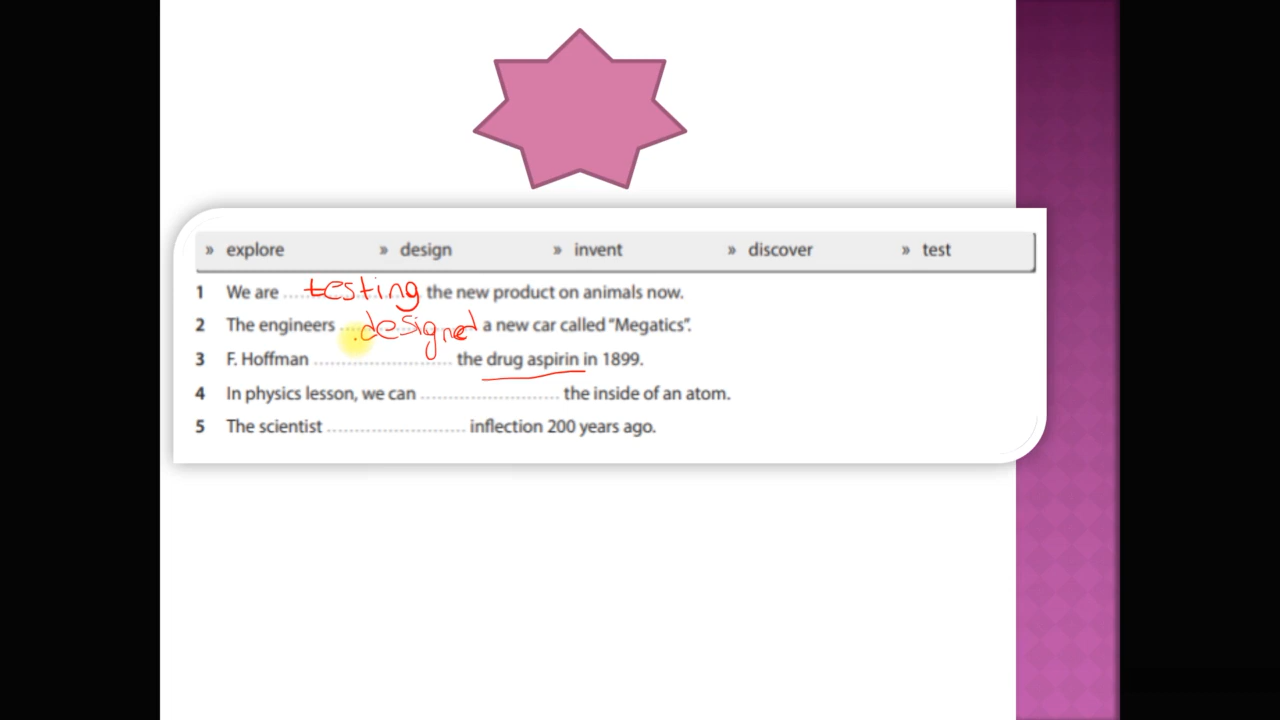 » explore » design » invent » discover » test
1 We are testing the new product on animals now.
2 The engineers designed a new car called “Megatics”.
3 F. Hoffman ........................ the drug aspirin in 1899.
4 In physics lesson, we can ........................ the inside of an atom.
5 The scientist ........................ inflection 200 years ago.